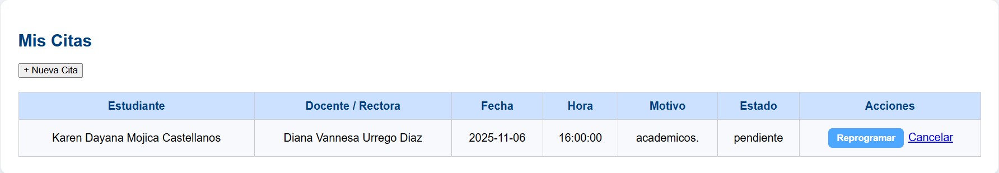 Mis Citas
+ Nueva Cita
Estudiante Docente / Rectora Fecha Hora Motivo Estado Acciones
Karen Dayana Mojica Castellanos Diana Vannesa Urrego Diaz 2025-11-06 16:00:00 academicos. pendiente Reprogramar Cancelar